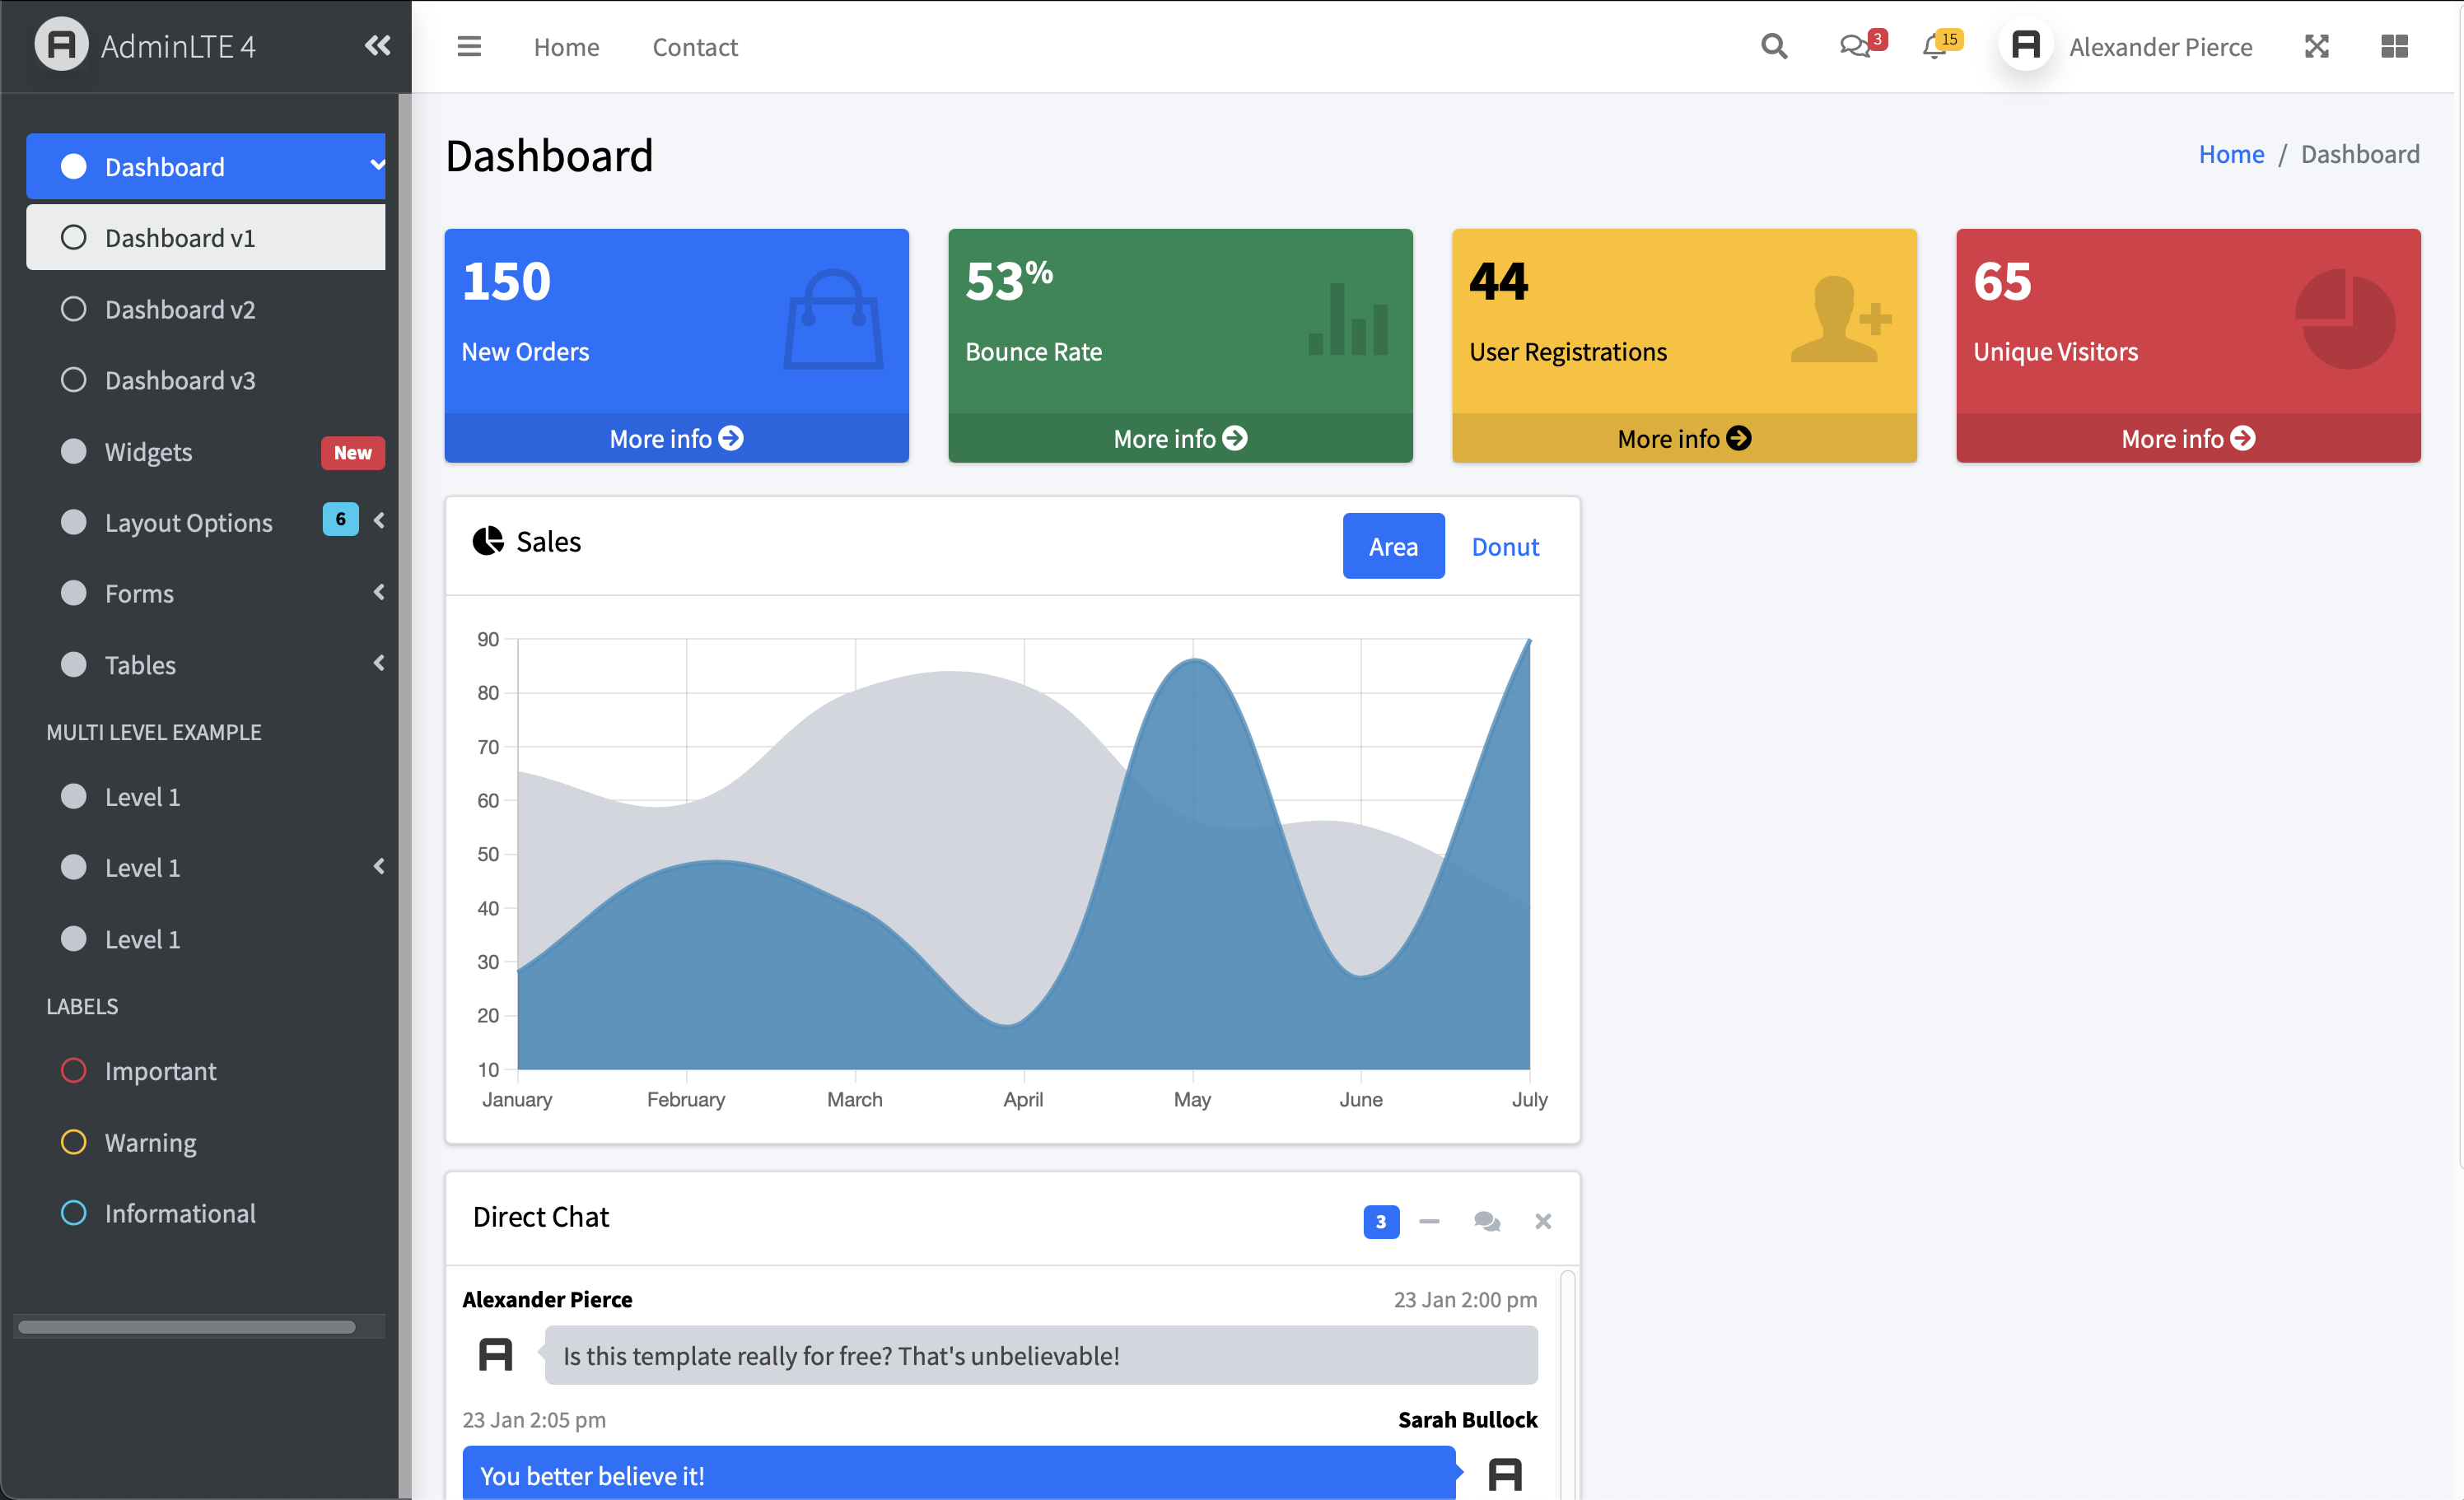 AdminLTE 4
Home
Contact
3
15
Alexander Pierce
Dashboard
Dashboard v1
Dashboard v2
Dashboard v3
Widgets
New
Layout Options
6
Forms
Tables
MULTI LEVEL EXAMPLE
Level 1
Level 1
Level 1
LABELS
Important
Warning
Informational
Dashboard
Home / Dashboard
150
New Orders
More info
53%
Bounce Rate
More info
44
User Registrations
More info
65
Unique Visitors
More info
Sales
Area
Donut
90
80
70
60
50
40
30
20
10
January
February
March
April
May
June
July
Direct Chat
3
Alexander Pierce
23 Jan 2:00 pm
Is this template really for free? That's unbelievable!
23 Jan 2:05 pm
Sarah Bullock
You better believe it!